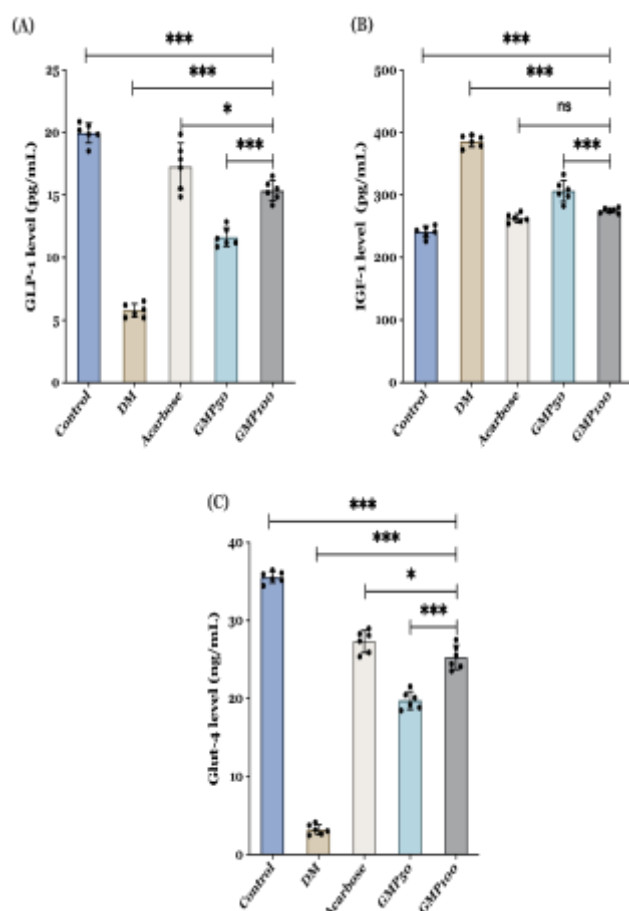 (A)
***
***
*
***
GLP-1 level (pg/mL)
25
20
15
10
5
0
Control
DM
Acarbose
GMP50
GMP100
(B)
***
***
ns
***
IGF-1 level (pg/mL)
500
400
300
200
100
0
Control
DM
Acarbose
GMP50
GMP100
(C)
***
***
*
***
Glut-4 level (ng/mL)
40
30
20
10
0
Control
DM
Acarbose
GMP50
GMP100